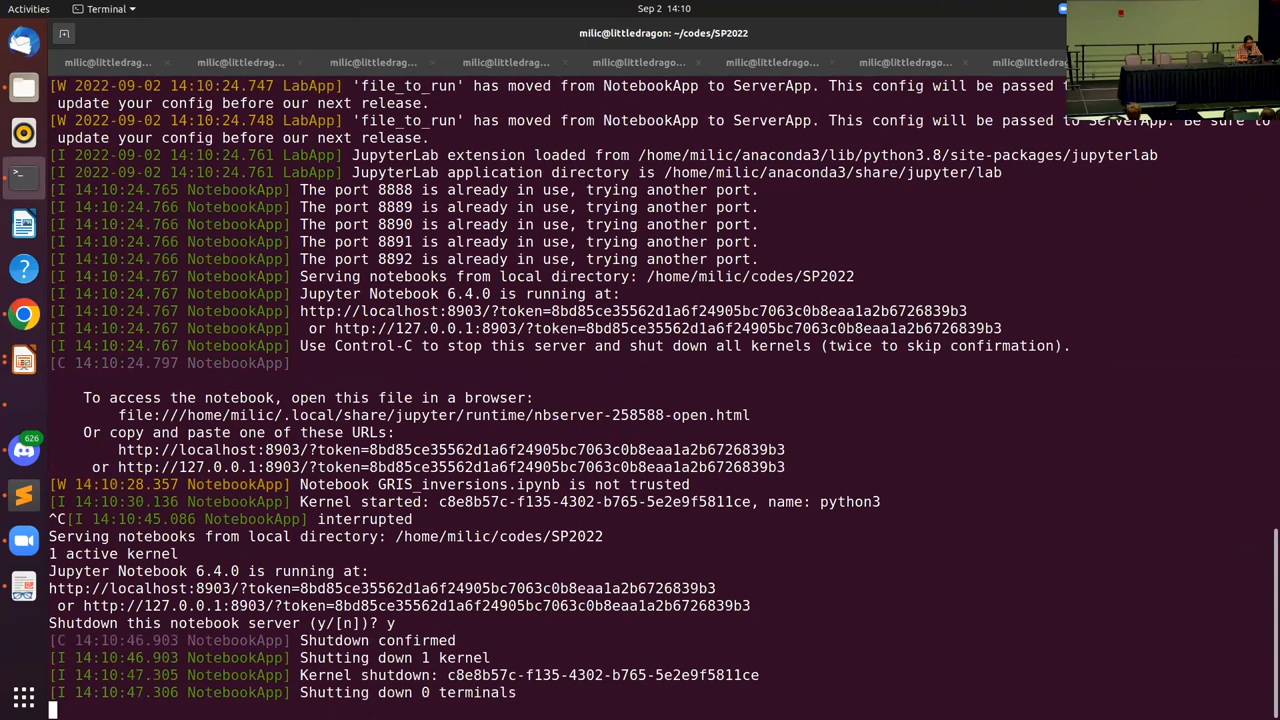 Activities
Terminal
Sep 2 14:10
milic@littledragon: ~/codes/SP2022
milic@littledrag...
milic@littledrago...
milic@littledrag...
milic@littledrag...
milic@littledrago...
milic@littledrago...
milic@littledrago...
milic@littledrag
[W 2022-09-02 14:10:24.747 LabApp] 'file_to_run' has moved from NotebookApp to ServerApp. This config will be passed t
update your config before our next release.
[W 2022-09-02 14:10:24.748 LabApp] 'file_to_run' has moved from NotebookApp to ServerApp. This config will be passed to ServerApp. Be sure to
update your config before our next release.
[I 2022-09-02 14:10:24.761 LabApp] JupyterLab extension loaded from /home/milic/anaconda3/lib/python3.8/site-packages/jupyterlab
[I 2022-09-02 14:10:24.761 LabApp] JupyterLab application directory is /home/milic/anaconda3/share/jupyter/lab
[I 14:10:24.765 NotebookApp] The port 8888 is already in use, trying another port.
[I 14:10:24.766 NotebookApp] The port 8889 is already in use, trying another port.
[I 14:10:24.766 NotebookApp] The port 8890 is already in use, trying another port.
[I 14:10:24.766 NotebookApp] The port 8891 is already in use, trying another port.
[I 14:10:24.766 NotebookApp] The port 8892 is already in use, trying another port.
[I 14:10:24.767 NotebookApp] Serving notebooks from local directory: /home/milic/codes/SP2022
[I 14:10:24.767 NotebookApp] Jupyter Notebook 6.4.0 is running at:
[I 14:10:24.767 NotebookApp] http://localhost:8903/?token=8bd85ce35562d1a6f24905bc7063c0b8eaa1a2b6726839b3
[I 14:10:24.767 NotebookApp]  or http://127.0.0.1:8903/?token=8bd85ce35562d1a6f24905bc7063c0b8eaa1a2b6726839b3
[I 14:10:24.767 NotebookApp] Use Control-C to stop this server and shut down all kernels (twice to skip confirmation).
[C 14:10:24.797 NotebookApp]
To access the notebook, open this file in a browser:
file:///home/milic/.local/share/jupyter/runtime/nbserver-258588-open.html
Or copy and paste one of these URLs:
http://localhost:8903/?token=8bd85ce35562d1a6f24905bc7063c0b8eaa1a2b6726839b3
or http://127.0.0.1:8903/?token=8bd85ce35562d1a6f24905bc7063c0b8eaa1a2b6726839b3
[W 14:10:28.357 NotebookApp] Notebook GRIS_inversions.ipynb is not trusted
[I 14:10:30.136 NotebookApp] Kernel started: c8e8b57c-f135-4302-b765-5e2e9f5811ce, name: python3
^C[I 14:10:45.086 NotebookApp] interrupted
Serving notebooks from local directory: /home/milic/codes/SP2022
1 active kernel
Jupyter Notebook 6.4.0 is running at:
http://localhost:8903/?token=8bd85ce35562d1a6f24905bc7063c0b8eaa1a2b6726839b3
or http://127.0.0.1:8903/?token=8bd85ce35562d1a6f24905bc7063c0b8eaa1a2b6726839b3
Shutdown this notebook server (y/[n])? y
[C 14:10:46.903 NotebookApp] Shutdown confirmed
[I 14:10:46.903 NotebookApp] Shutting down 1 kernel
[I 14:10:47.305 NotebookApp] Kernel shutdown: c8e8b57c-f135-4302-b765-5e2e9f5811ce
[I 14:10:47.306 NotebookApp] Shutting down 0 terminals
626